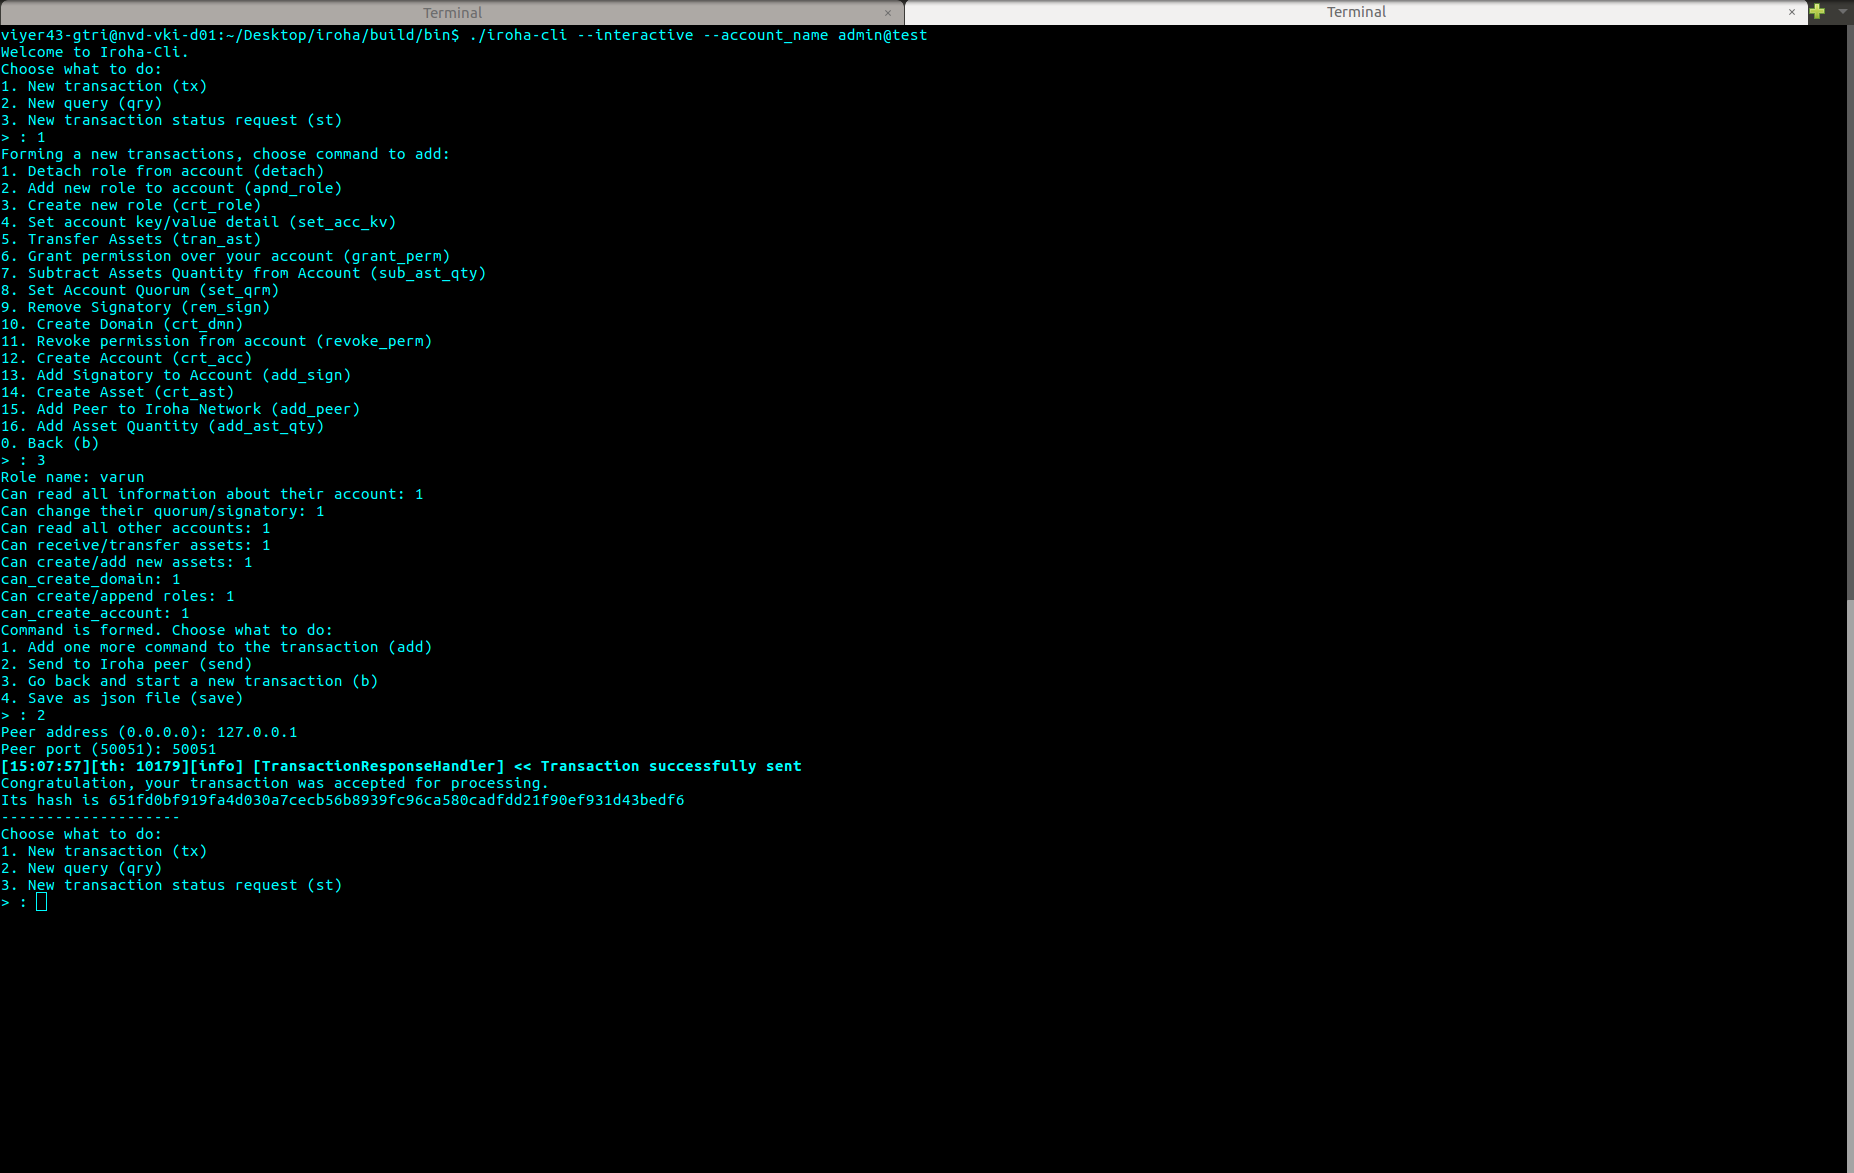 Terminal × Terminal ×
viyer43-gtri@nvd-vki-d01:~/Desktop/iroha/build/bin$ ./iroha-cli --interactive --account_name admin@test
Welcome to Iroha-Cli.
Choose what to do:
1. New transaction (tx)
2. New query (qry)
3. New transaction status request (st)
> : 1
Forming a new transactions, choose command to add:
1. Detach role from account (detach)
2. Add new role to account (apnd_role)
3. Create new role (crt_role)
4. Set account key/value detail (set_acc_kv)
5. Transfer Assets (tran_ast)
6. Grant permission over your account (grant_perm)
7. Subtract Assets Quantity from Account (sub_ast_qty)
8. Set Account Quorum (set_qrm)
9. Remove Signatory (rem_sign)
10. Create Domain (crt_dmn)
11. Revoke permission from account (revoke_perm)
12. Create Account (crt_acc)
13. Add Signatory to Account (add_sign)
14. Create Asset (crt_ast)
15. Add Peer to Iroha Network (add_peer)
16. Add Asset Quantity (add_ast_qty)
0. Back (b)
> : 3
Role name: varun
Can read all information about their account: 1
Can change their quorum/signatory: 1
Can read all other accounts: 1
Can receive/transfer assets: 1
Can create/add new assets: 1
can_create_domain: 1
Can create/append roles: 1
can_create_account: 1
Command is formed. Choose what to do:
1. Add one more command to the transaction (add)
2. Send to Iroha peer (send)
3. Go back and start a new transaction (b)
4. Save as json file (save)
> : 2
Peer address (0.0.0.0): 127.0.0.1
Peer port (50051): 50051
[15:07:57][th: 10179][info] [TransactionResponseHandler] << Transaction successfully sent
Congratulation, your transaction was accepted for processing.
Its hash is 651fd0bf919fa4d030a7cecb56b8939fc96ca580cadfdd21f90ef931d43bedf6
--------------------
Choose what to do:
1. New transaction (tx)
2. New query (qry)
3. New transaction status request (st)
> :